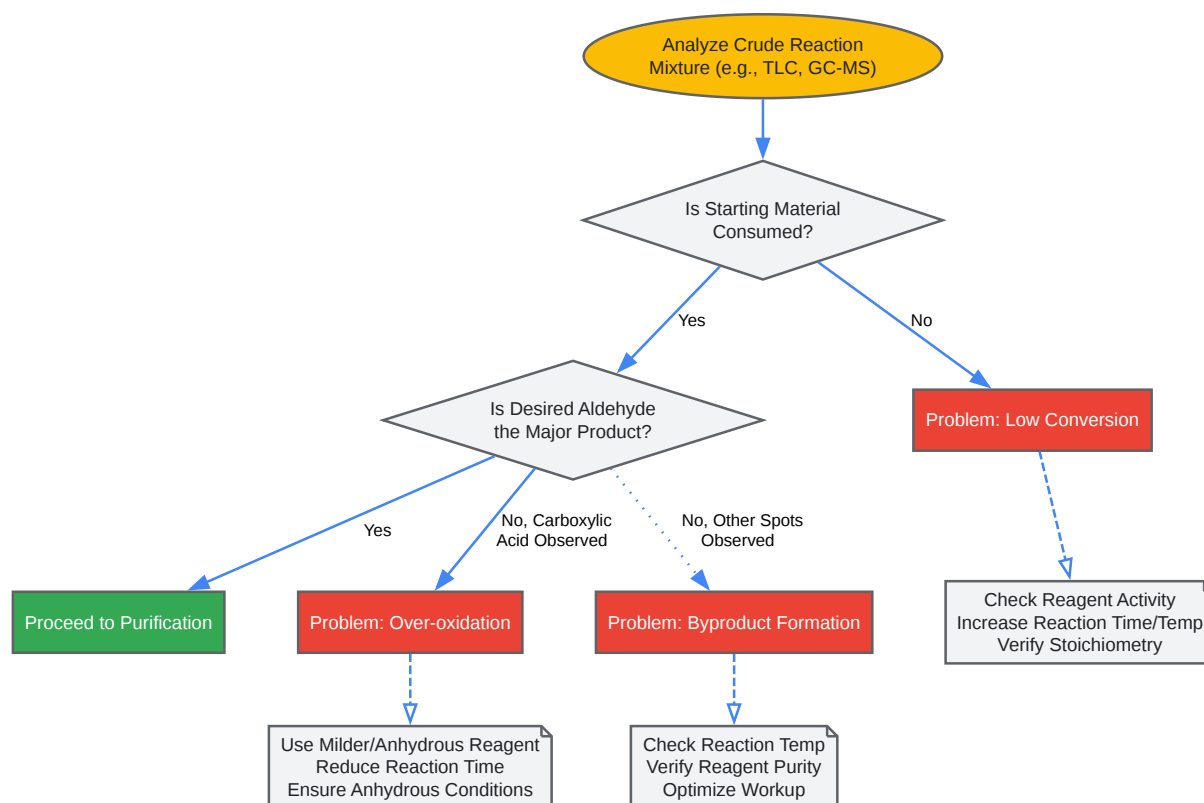 Analyze Crude Reaction
Mixture (e.g., TLC, GC-MS)
Is Starting Material
Consumed?
Yes
No
Is Desired Aldehyde
the Major Product?
Problem: Low Conversion
Yes
No, Carboxylic
Acid Observed
No, Other Spots
Observed
Proceed to Purification
Problem: Over-oxidation
Problem: Byproduct Formation
Check Reagent Activity
Increase Reaction Time/Temp
Verify Stoichiometry
Use Milder/Anhydrous Reagent
Reduce Reaction Time
Ensure Anhydrous Conditions
Check Reaction Temp
Verify Reagent Purity
Optimize Workup